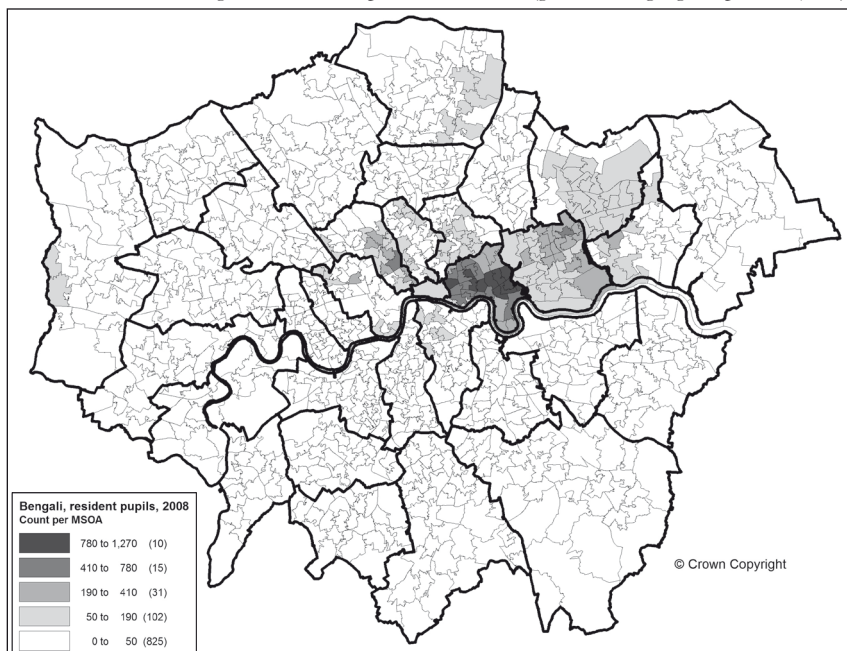 © Crown Copyright
Bengali, resident pupils, 2008
Count per MSOA
780 to 1,270 (10)
410 to 780 (15)
190 to 410 (31)
50 to 190 (102)
0 to 50 (825)